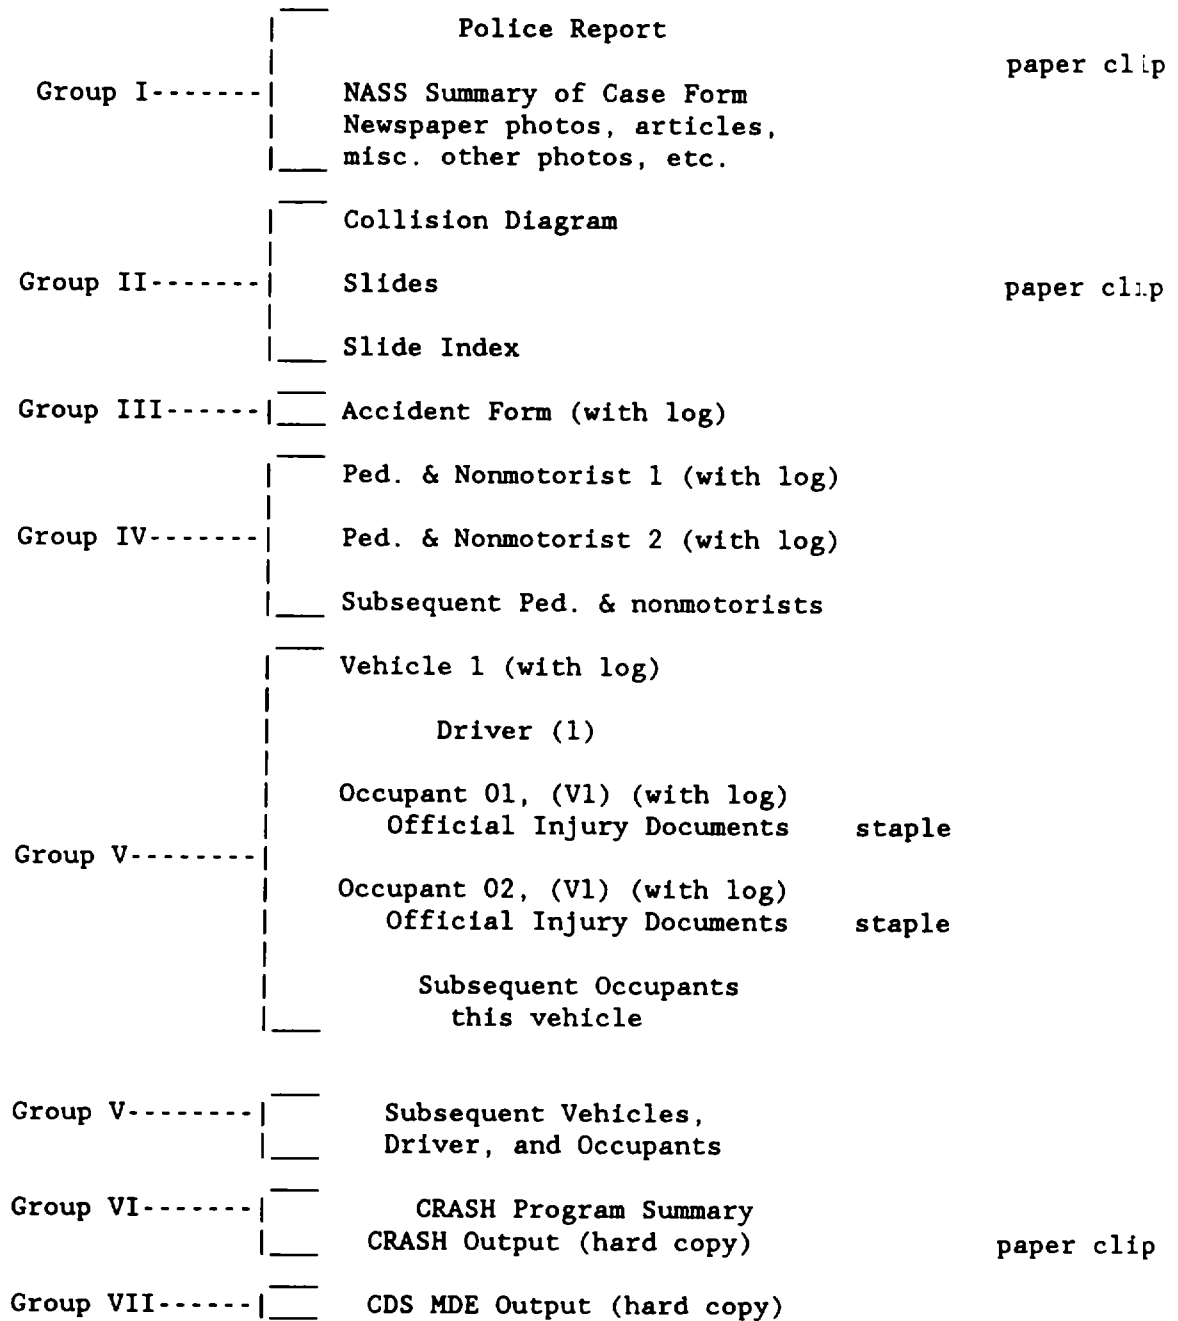 Police Report
paper clip
Group I-------| NASS Summary of Case Form
Newspaper photos, articles,
misc. other photos, etc.
Collision Diagram
Group II-------| Slides paper clip
Slide Index
Group III------| Accident Form (with log)
Ped. & Nonmotorist 1 (with log)
Group IV-------| Ped. & Nonmotorist 2 (with log)
Subsequent Ped. & nonmotorists
Vehicle 1 (with log)
Driver (1)
Occupant 01, (V1) (with log)
Official Injury Documents staple
Group V--------|
Occupant 02, (V1) (with log)
Official Injury Documents staple
Subsequent Occupants
this vehicle
Group V--------| Subsequent Vehicles,
Driver, and Occupants
Group VI-------| CRASH Program Summary
CRASH Output (hard copy) paper clip
Group VII------| CDS MDE Output (hard copy)